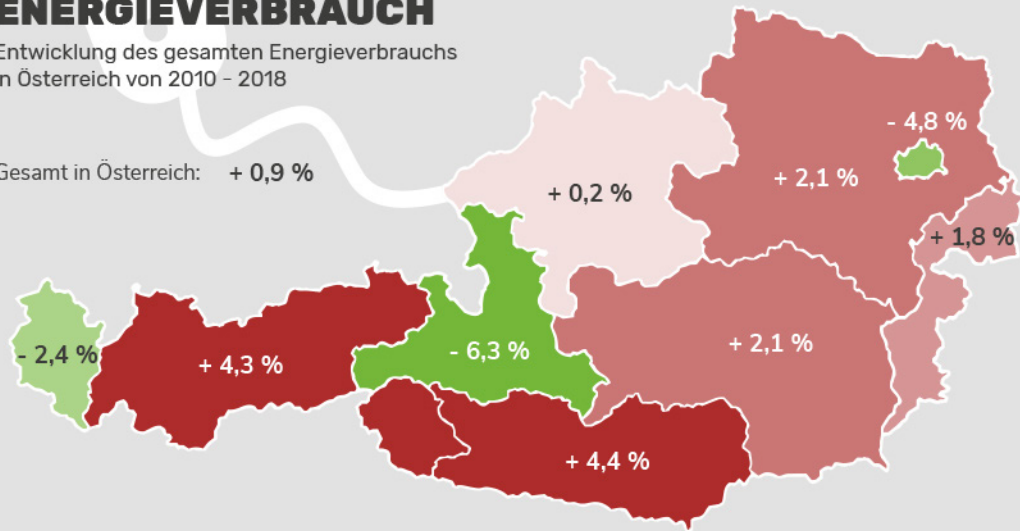 ENERGIEVERBRAUCH
Entwicklung des gesamten Energieverbrauchs
in Österreich von 2010 - 2018
Gesamt in Österreich: + 0,9 %
- 4,8 %
+ 2,1 %
+ 0,2 %
+ 1,8 %
- 2,4 %
+ 4,3 %
- 6,3 %
+ 2,1 %
+ 4,4 %